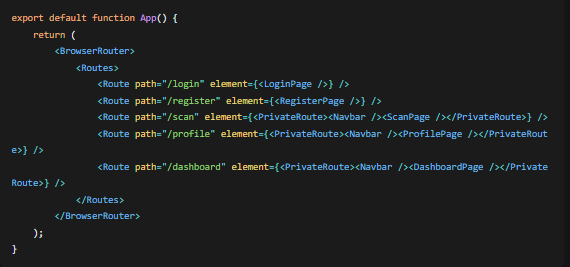 export default function App() {
    return (
        <BrowserRouter>
            <Routes>
                <Route path="/login" element={<LoginPage />} />
                <Route path="/register" element={<RegisterPage />} />
                <Route path="/scan" element={<PrivateRoute><Navbar /><ScanPage /></PrivateRoute>} />
                <Route path="/profile" element={<PrivateRoute><Navbar /><ProfilePage /></PrivateRout
e>} />
                <Route path="/dashboard" element={<PrivateRoute><Navbar /><DashboardPage /></Private
Route>} />
            </Routes>
        </BrowserRouter>
    );
}